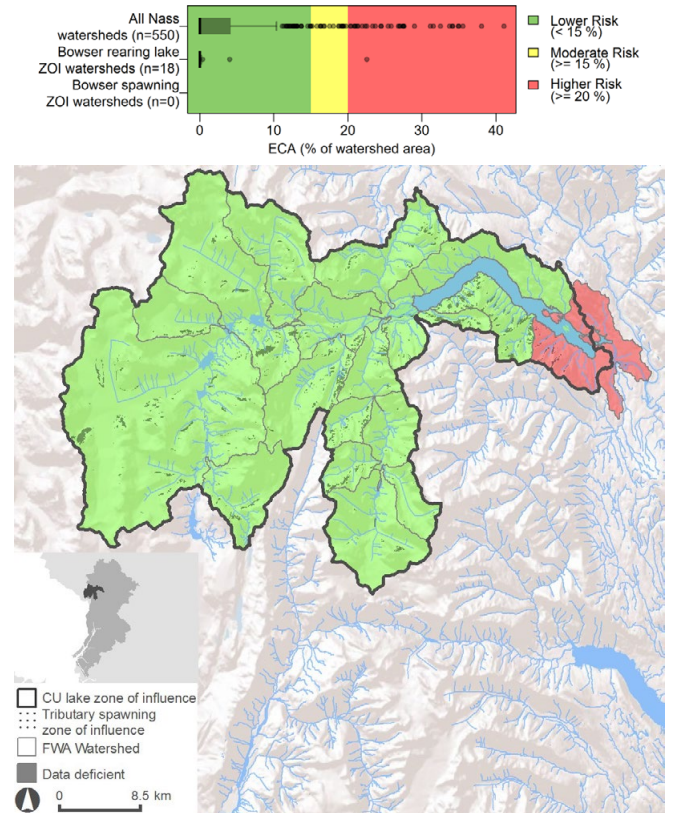 All Nass
watersheds (n=550)
Bowser rearing lake
ZOI watersheds (n=18)
Bowser spawning
ZOI watersheds (n=0)
0 10 20 30 40
ECA (% of watershed area)
Lower Risk
(< 15 %)
Moderate Risk
(>= 15 %)
Higher Risk
(>= 20 %)
CU lake zone of influence
Tributary spawning
zone of influence
FWA Watershed
Data deficient
0 8.5 km